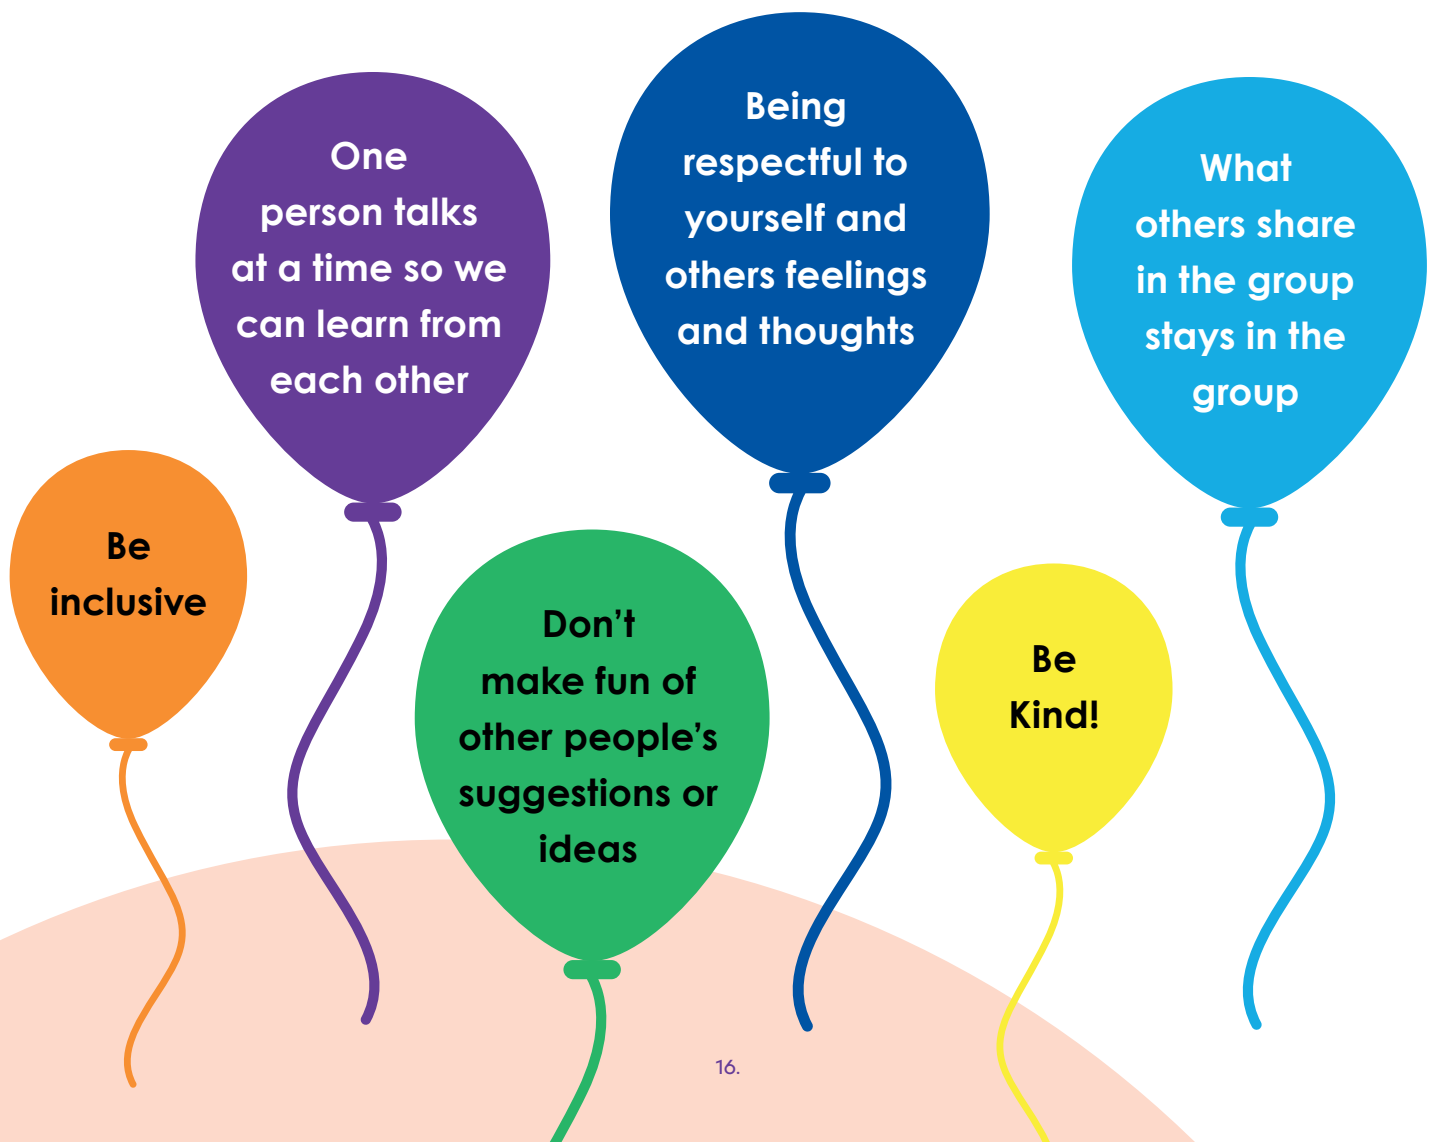 One
person talks
at a time so we
can learn from
each other
Being
respectful to
yourself and
others feelings
and thoughts
What
others share
in the group
stays in the
group
Be
inclusive
Don’t
make fun of
other people’s
suggestions or
ideas
Be
Kind!
16.